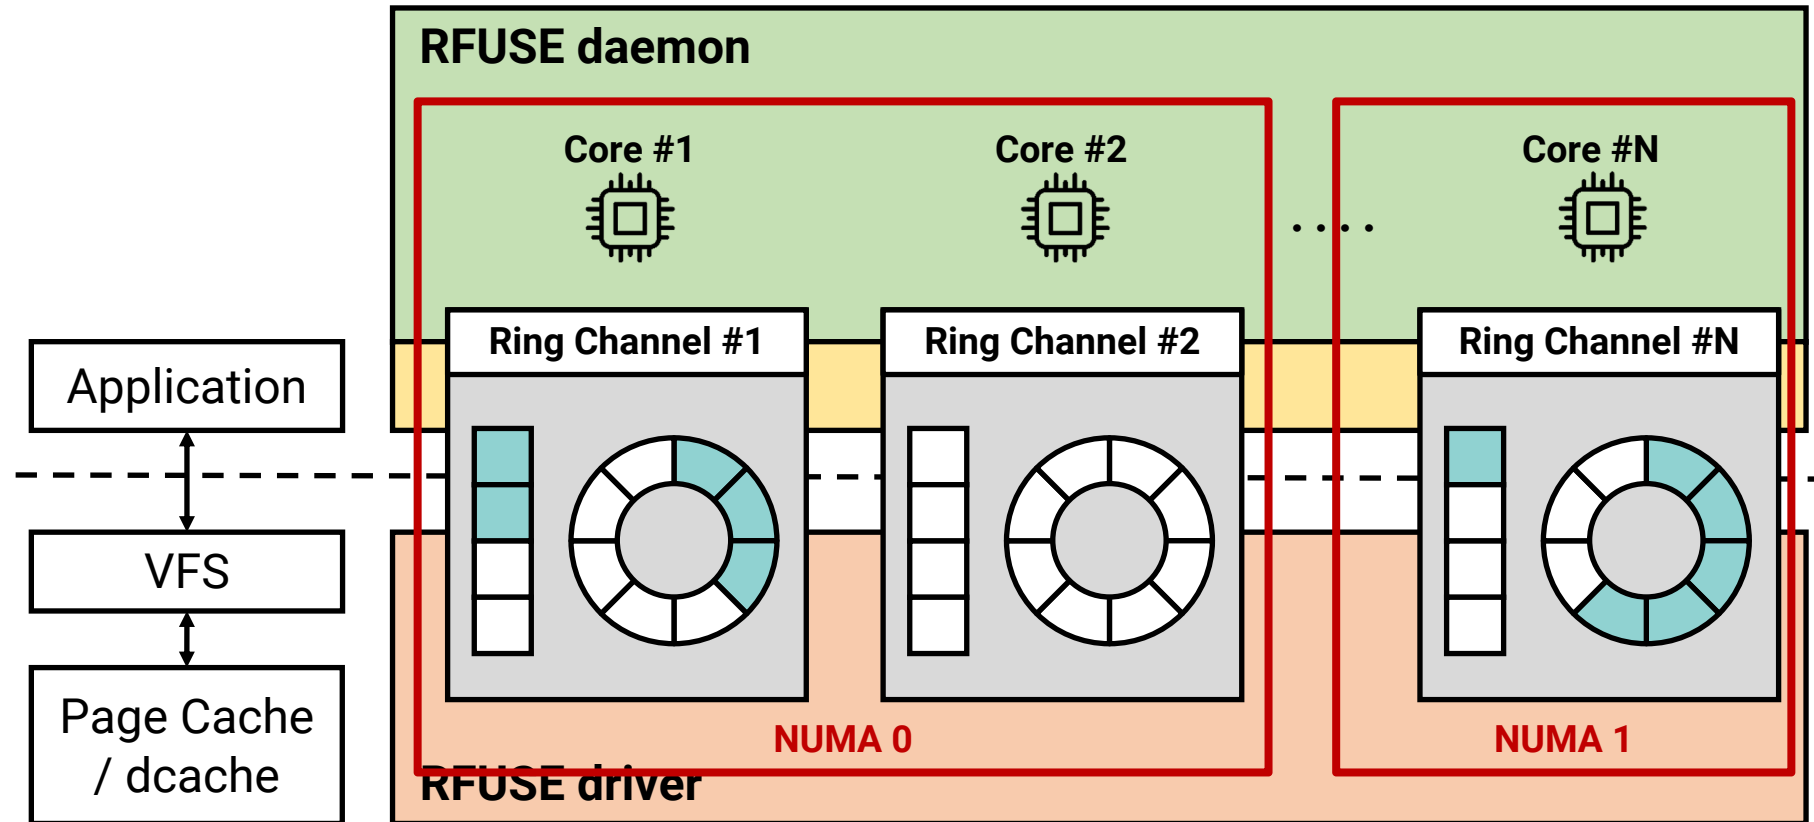 RFUSE daemon
Core #1
Core #2
Core #N
....
Ring Channel #1
Ring Channel #2
Ring Channel #N
Application
VFS
Page Cache
/ dcache
NUMA 0
NUMA 1
RFUSE driver